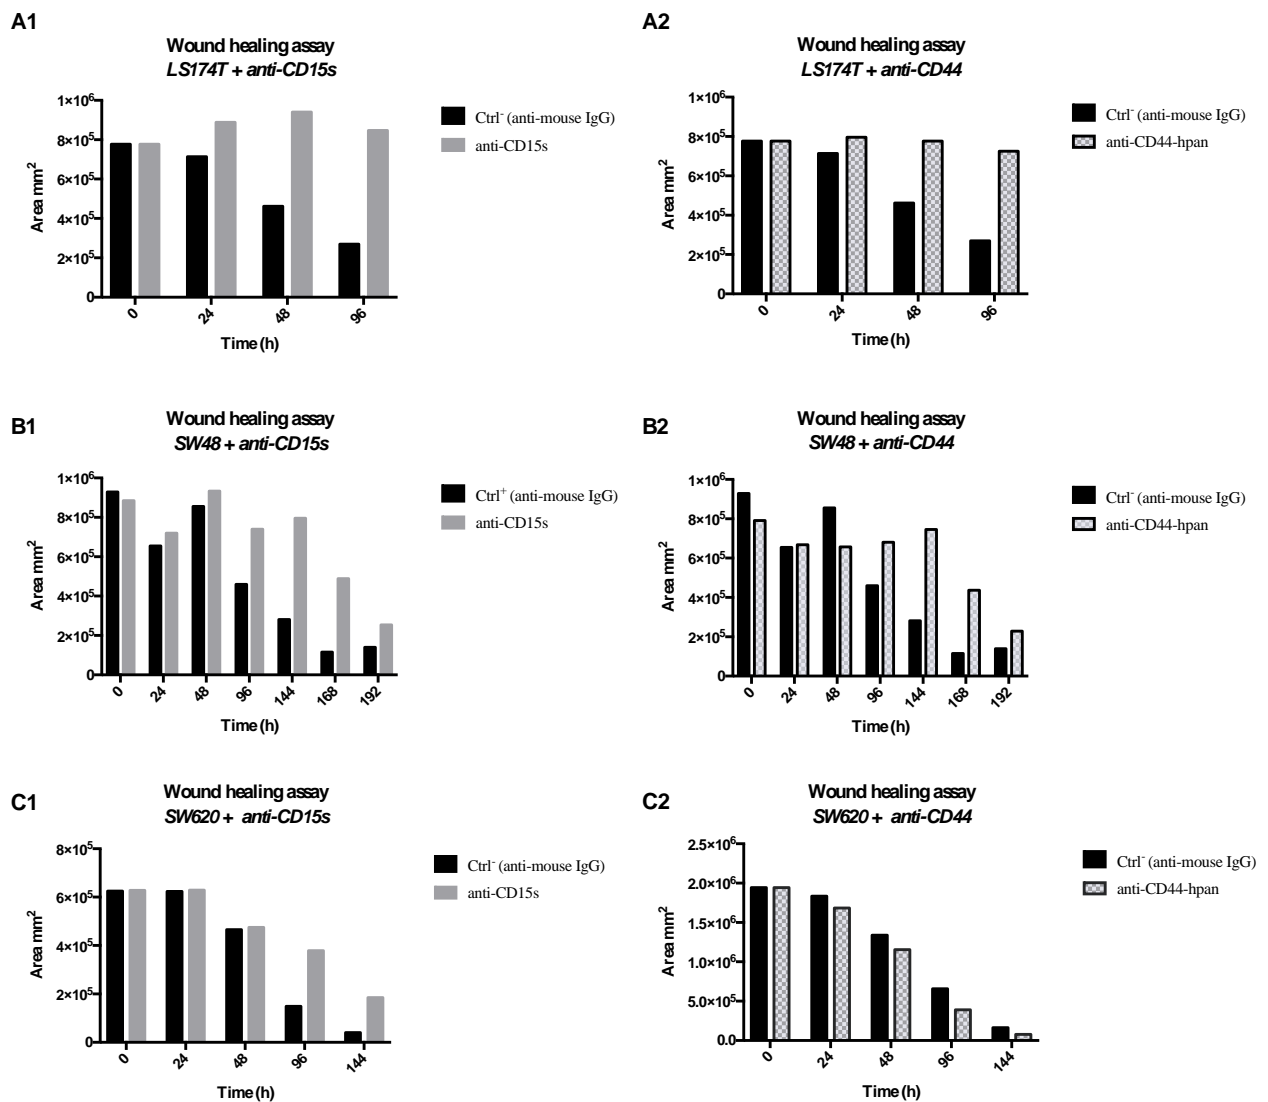 A1
Wound healing assay
LS174T + anti-CD15s
1×10⁶
8×10⁵
6×10⁵
4×10⁵
2×10⁵
0
Area mm²
0 24 48 96
Time (h)
Ctrl⁻ (anti-mouse IgG)
anti-CD15s
A2
Wound healing assay
LS174T + anti-CD44
1×10⁶
8×10⁵
6×10⁵
4×10⁵
2×10⁵
0
Area mm²
0 24 48 96
Time (h)
Ctrl⁻ (anti-mouse IgG)
anti-CD44-hpan
B1
Wound healing assay
SW48 + anti-CD15s
1×10⁶
8×10⁵
6×10⁵
4×10⁵
2×10⁵
0
Area mm²
0 24 48 96 144 168 192
Time (h)
Ctrl⁺ (anti-mouse IgG)
anti-CD15s
B2
Wound healing assay
SW48 + anti-CD44
1×10⁶
8×10⁵
6×10⁵
4×10⁵
2×10⁵
0
Area mm²
0 24 48 96 144 168 192
Time (h)
Ctrl⁻ (anti-mouse IgG)
anti-CD44-hpan
C1
Wound healing assay
SW620 + anti-CD15s
8×10⁵
6×10⁵
4×10⁵
2×10⁵
0
Area mm²
0 24 48 96 144
Time (h)
Ctrl⁻ (anti-mouse IgG)
anti-CD15s
C2
Wound healing assay
SW620 + anti-CD44
2.5×10⁶
2.0×10⁶
1.5×10⁶
1.0×10⁶
5.0×10⁵
0.0
Area mm²
0 24 48 96 144
Time (h)
Ctrl⁻ (anti-mouse IgG)
anti-CD44-hpan